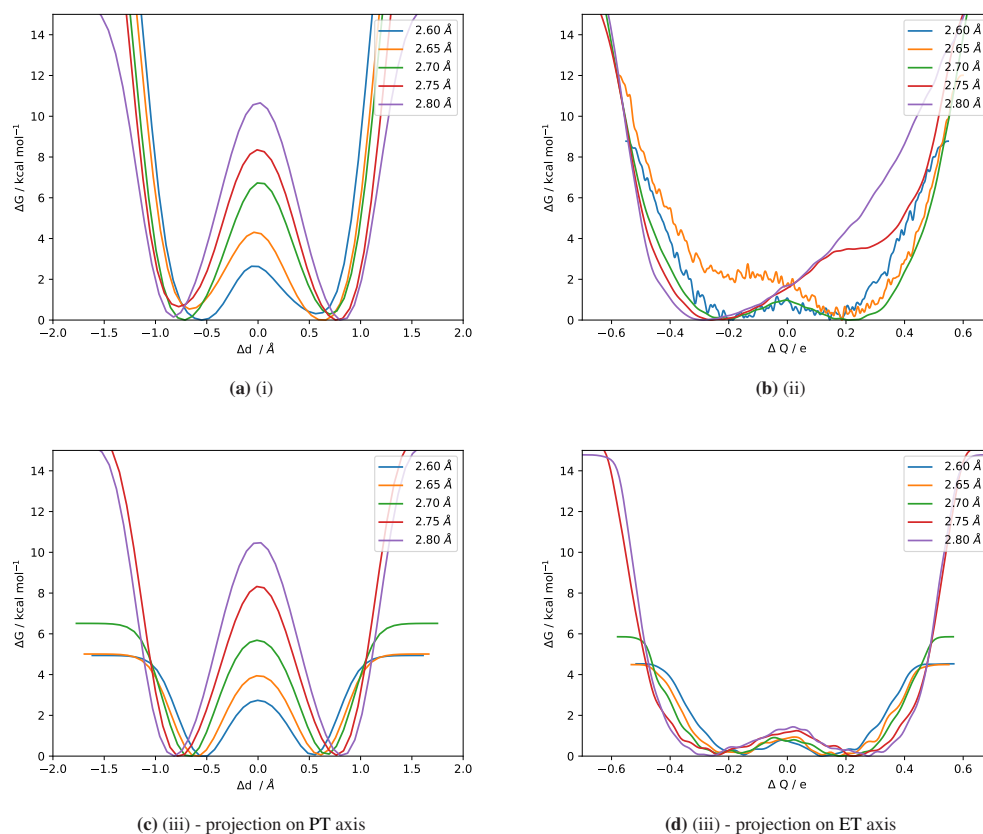 ΔG / kcal mol⁻¹
14
12
10
8
6
4
2
0
−2.0 −1.5 −1.0 −0.5 0.0 0.5 1.0 1.5 2.0
Δd / Å
2.60 Å
2.65 Å
2.70 Å
2.75 Å
2.80 Å
(a) (i)
ΔG / kcal mol⁻¹
14
12
10
8
6
4
2
0
−0.6 −0.4 −0.2 0.0 0.2 0.4 0.6
Δ Q / e
2.60 Å
2.65 Å
2.70 Å
2.75 Å
2.80 Å
(b) (ii)
ΔG / kcal mol⁻¹
14
12
10
8
6
4
2
0
−2.0 −1.5 −1.0 −0.5 0.0 0.5 1.0 1.5 2.0
Δd / Å
2.60 Å
2.65 Å
2.70 Å
2.75 Å
2.80 Å
(c) (iii) - projection on PT axis
ΔG / kcal mol⁻¹
14
12
10
8
6
4
2
0
−0.6 −0.4 −0.2 0.0 0.2 0.4 0.6
Δ Q / e
2.60 Å
2.65 Å
2.70 Å
2.75 Å
2.80 Å
(d) (iii) - projection on ET axis